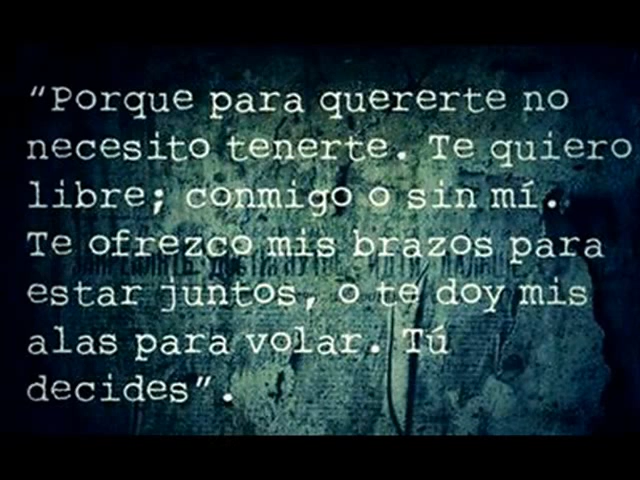 “Porque para quererte no
necesito tenerte. Te quiero
libre; conmigo o sin mí.
Te ofrezco mis brazos para
estar juntos, o te doy mis
alas para volar. Tú
decides”.